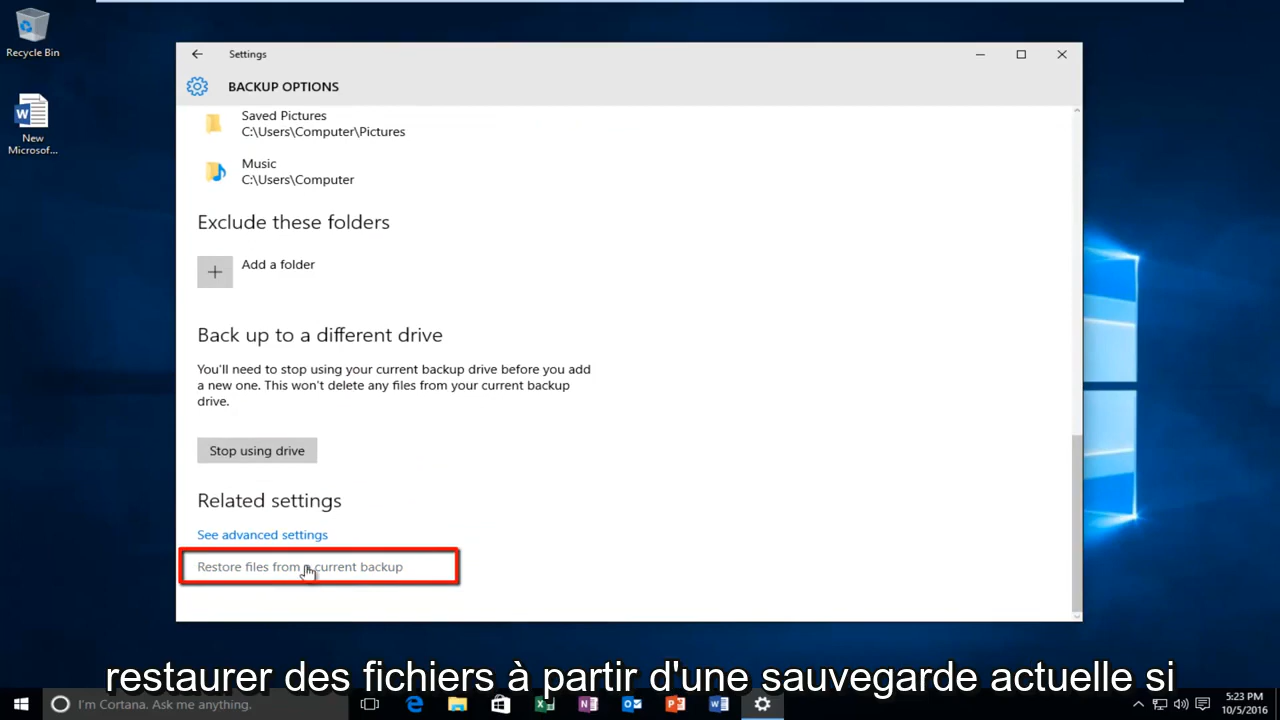 Recycle Bin
New
Microsof...
Settings
BACKUP OPTIONS
Saved Pictures
C:\Users\Computer\Pictures
Music
C:\Users\Computer
Exclude these folders
Add a folder
Back up to a different drive
You'll need to stop using your current backup drive before you add
a new one. This won't delete any files from your current backup
drive.
Stop using drive
Related settings
See advanced settings
Restore files from a current backup
restaurer des fichiers à partir d'une sauvegarde actuelle si
I'm Cortana. Ask me anything.
5:23 PM
10/5/2016